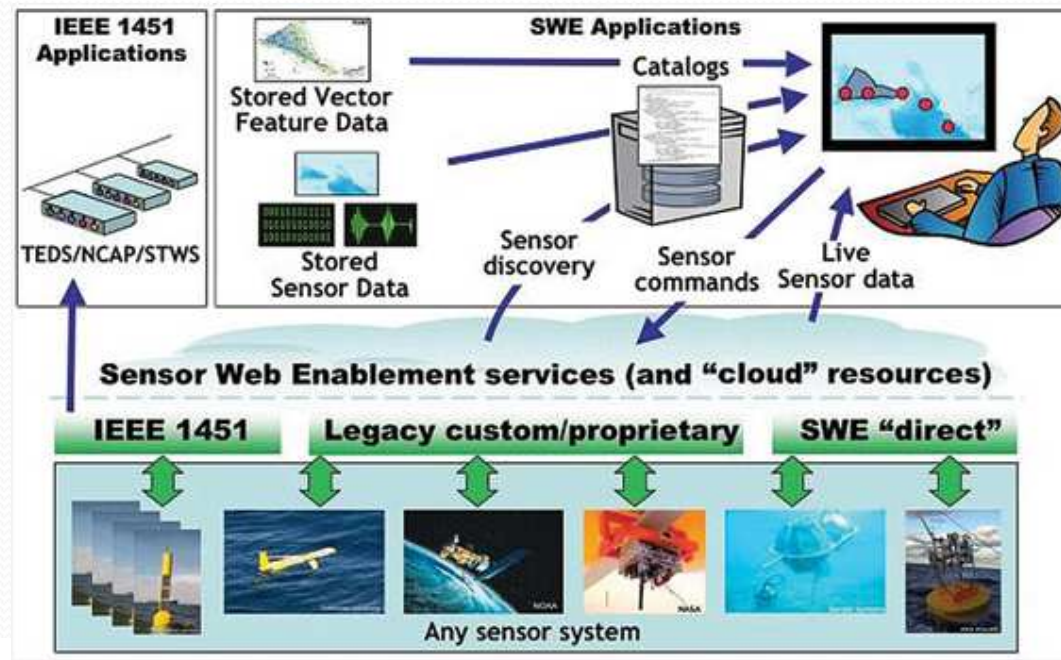 IEEE 1451
Applications
TEDS/NCAP/STWS
SWE Applications
Stored Vector
Feature Data
Stored
Sensor Data
Catalogs
Sensor
discovery
Sensor
commands
Live
Sensor data
Sensor Web Enablement services (and “cloud” resources)
IEEE 1451
Legacy custom/proprietary
SWE “direct”
NOAA
NASA
Any sensor system